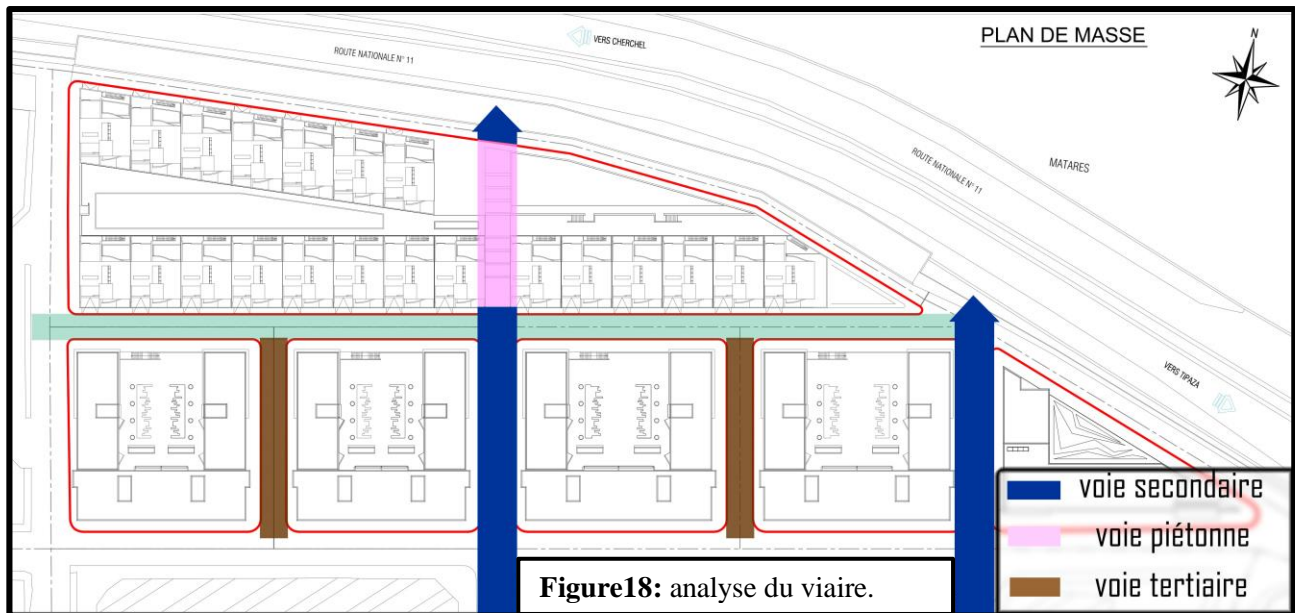 PLAN DE MASSE
N
VERS CHERCHEL
ROUTE NATIONALE N° 11
ROUTE NATIONALE N° 11
MATARES
VERS TIPAZA
voie secondaire
voie piétonne
voie tertiaire
Figure18: analyse du viaire.